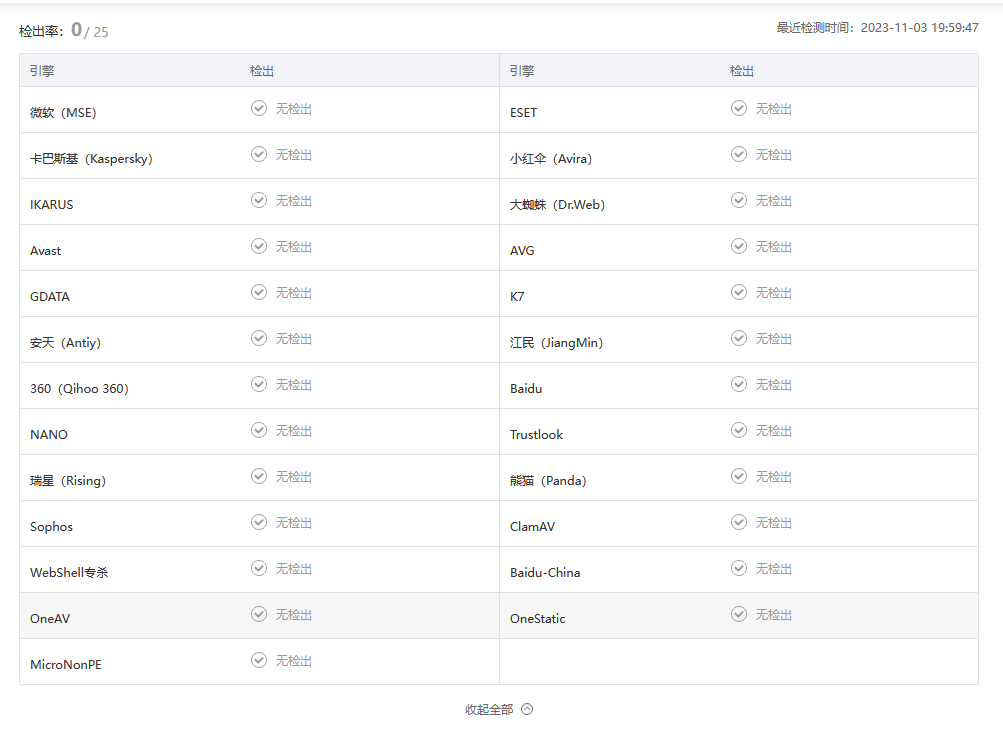 检出率：0/ 25 最近检测时间：2023-11-03 19:59:47
引擎 检出 引擎 检出
微软（MSE） 无检出 ESET 无检出
卡巴斯基（Kaspersky） 无检出 小红伞（Avira） 无检出
IKARUS 无检出 大蜘蛛（Dr.Web） 无检出
Avast 无检出 AVG 无检出
GDATA 无检出 K7 无检出
安天（Antiy） 无检出 江民（JiangMin） 无检出
360（Qihoo 360） 无检出 Baidu 无检出
NANO 无检出 Trustlook 无检出
瑞星（Rising） 无检出 熊猫（Panda） 无检出
Sophos 无检出 ClamAV 无检出
WebShell专杀 无检出 Baidu-China 无检出
OneAV 无检出 OneStatic 无检出
MicroNonPE 无检出
收起全部